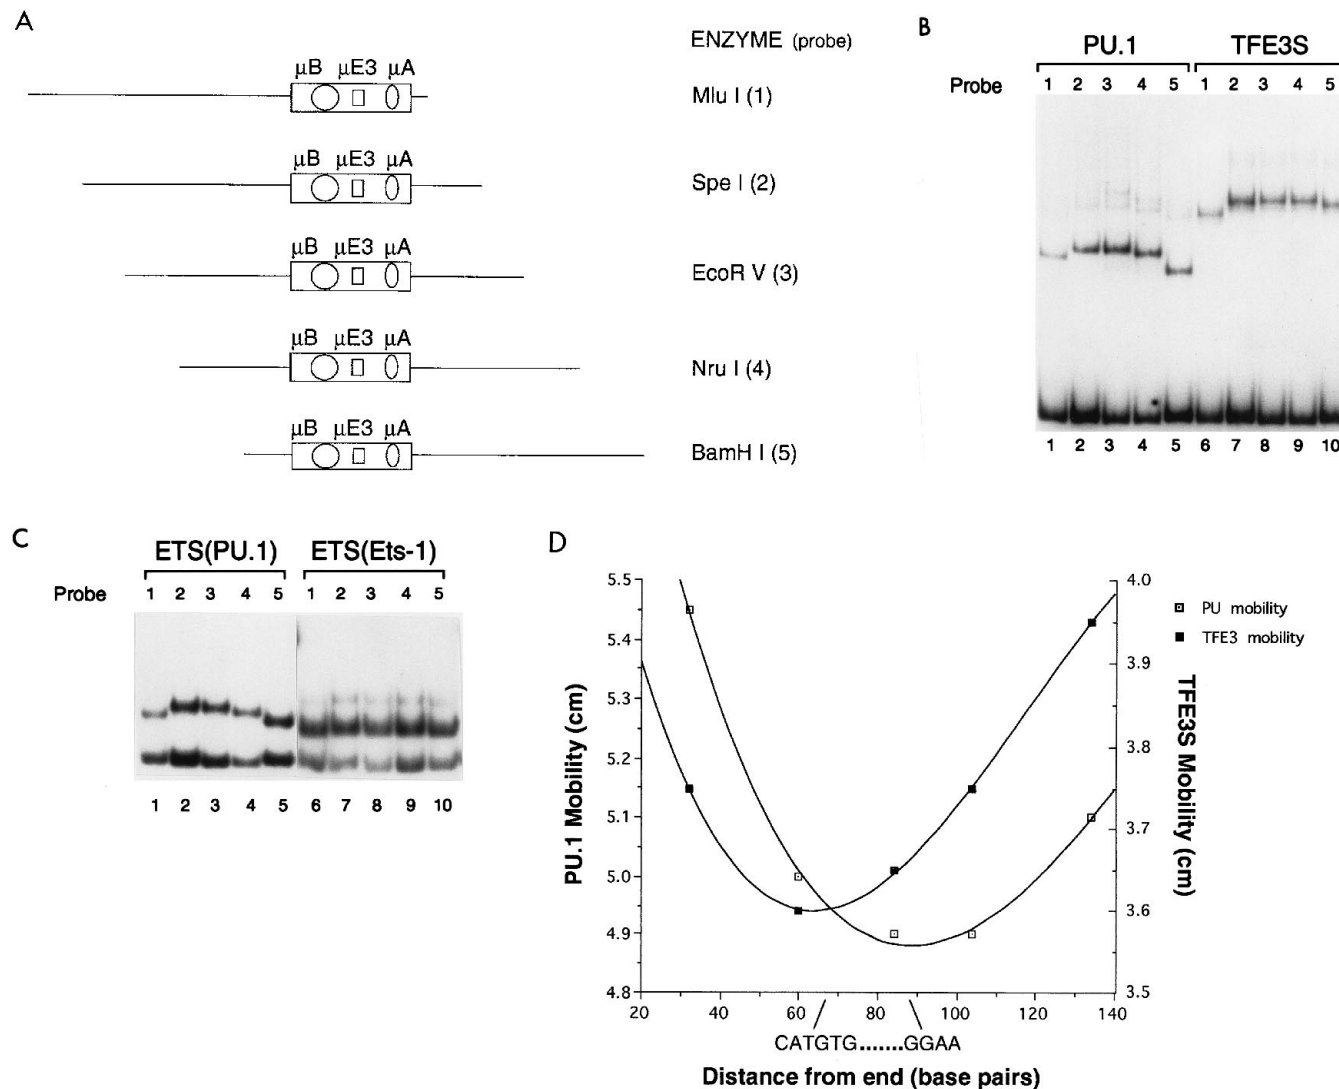 A
ENZYME (probe)
μB μE3 μA
Mlu I (1)
μB μE3 μA
Spe I (2)
μB μE3 μA
EcoR V (3)
μB μE3 μA
Nru I (4)
μB μE3 μA
BamH I (5)
B
PU.1 TFE3S
Probe 1 2 3 4 5 1 2 3 4 5
1 2 3 4 5 6 7 8 9 10
C
ETS(PU.1) ETS(Ets-1)
Probe 1 2 3 4 5 1 2 3 4 5
1 2 3 4 5 6 7 8 9 10
D
PU.1 Mobility (cm)
5.5
5.4
5.3
5.2
5.1
5.0
4.9
4.8
4.0
3.9
3.8
3.7
3.6
3.5
TFE3S Mobility (cm)
PU mobility
TFE3 mobility
20 40 60 80 100 120 140
CATGTG.......GGAA
Distance from end (base pairs)